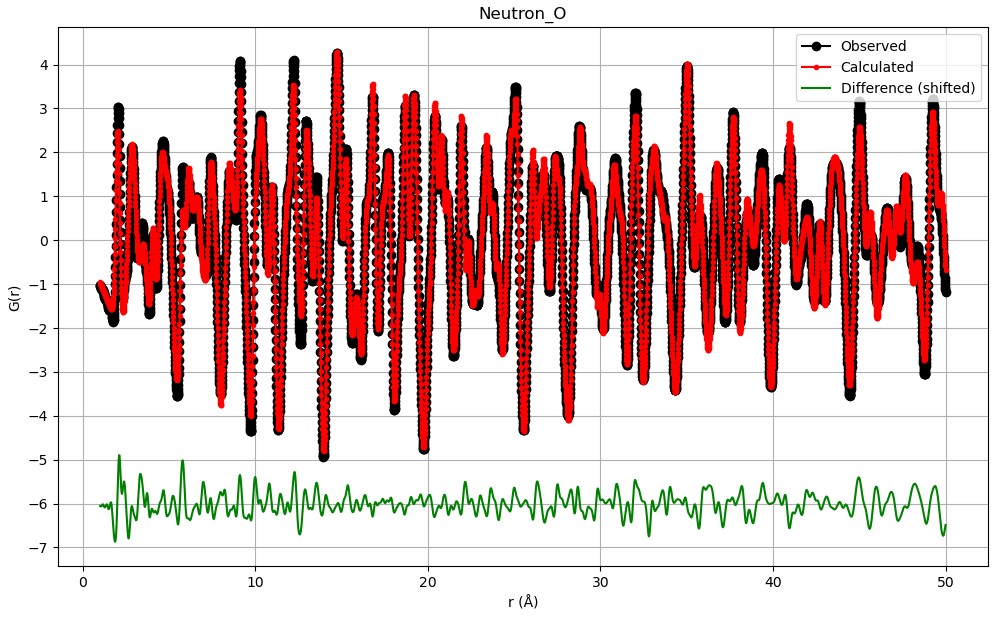 Neutron_O
Observed
Calculated
Difference (shifted)
G(r)
4
3
2
1
0
−1
−2
−3
−4
−5
−6
−7
0 10 20 30 40 50
r (Å)